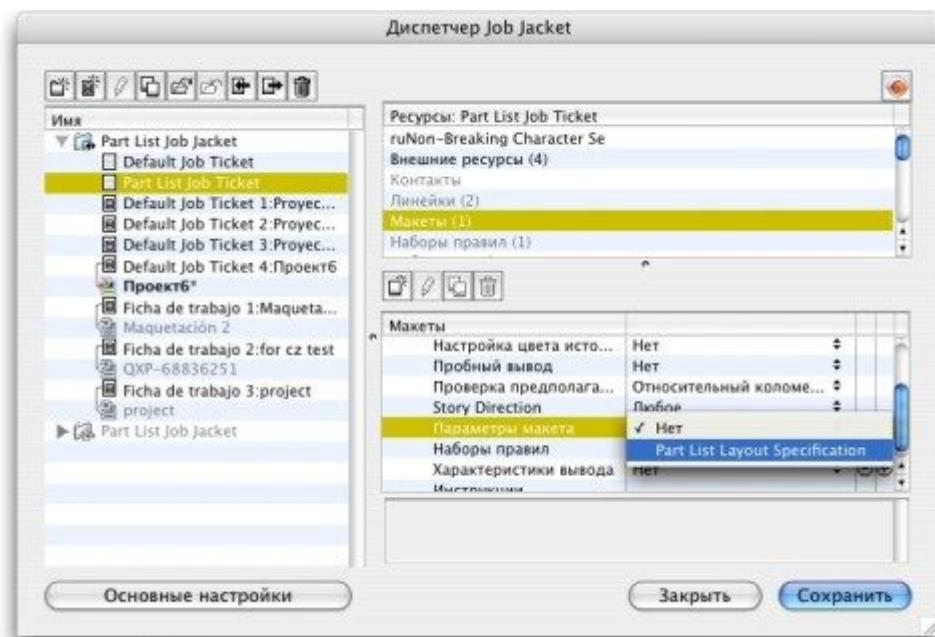 Диспетчер Job Jacket
Имя
Part List Job Jacket
Default Job Ticket
Part List Job Ticket
Default Job Ticket 1:Proyec...
Default Job Ticket 2:Proyec...
Default Job Ticket 3:Proyec...
Default Job Ticket 4:Проект6
Проект6*
Ficha de trabajo 1:Maqueta...
Maquetación 2
Ficha de trabajo 2:for cz test
QXP-68836251
Ficha de trabajo 3:project
project
Part List Job Jacket
Ресурсы: Part List Job Ticket
ruNon-Breaking Character Se
Внешние ресурсы (4)
Контакты
Линейки (2)
Макеты (1)
Наборы правил (1)
Макеты
Настройка цвета исто... Нет
Пробный вывод Нет
Проверка предполага... Относительный коломе...
Story Direction Любое
Параметры макета ✓ Нет
Наборы правил Part List Layout Specification
Характеристики вывода Нет
Инструкции
Основные настройки
Закрыть
Сохранить